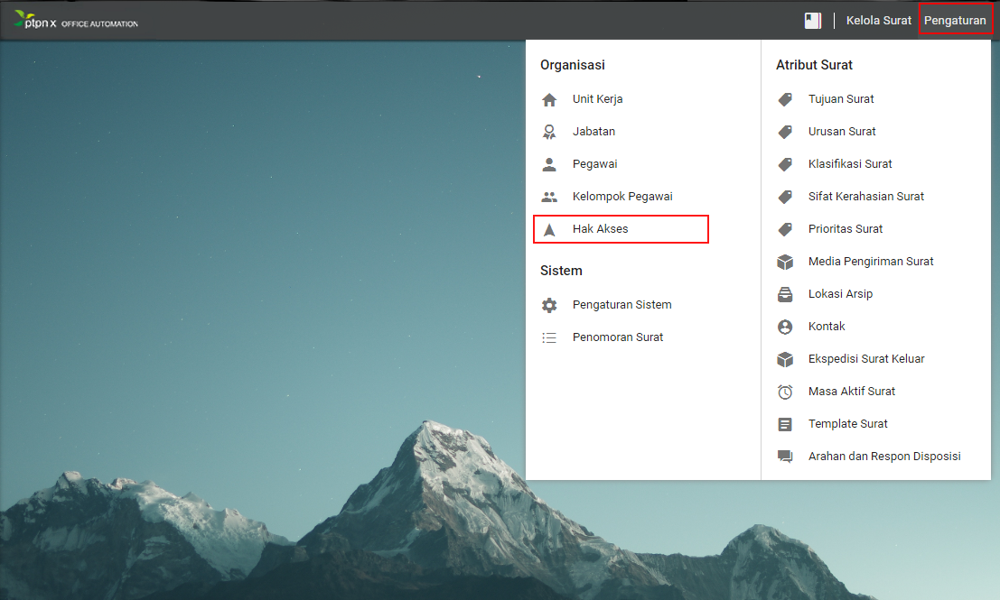 ptpn x OFFICE AUTOMATION
Kelola Surat
Pengaturan
Organisasi
Unit Kerja
Jabatan
Pegawai
Kelompok Pegawai
Hak Akses
Sistem
Pengaturan Sistem
Penomoran Surat
Atribut Surat
Tujuan Surat
Urusan Surat
Klasifikasi Surat
Sifat Kerahasian Surat
Prioritas Surat
Media Pengiriman Surat
Lokasi Arsip
Kontak
Ekspedisi Surat Keluar
Masa Aktif Surat
Template Surat
Arahan dan Respon Disposisi